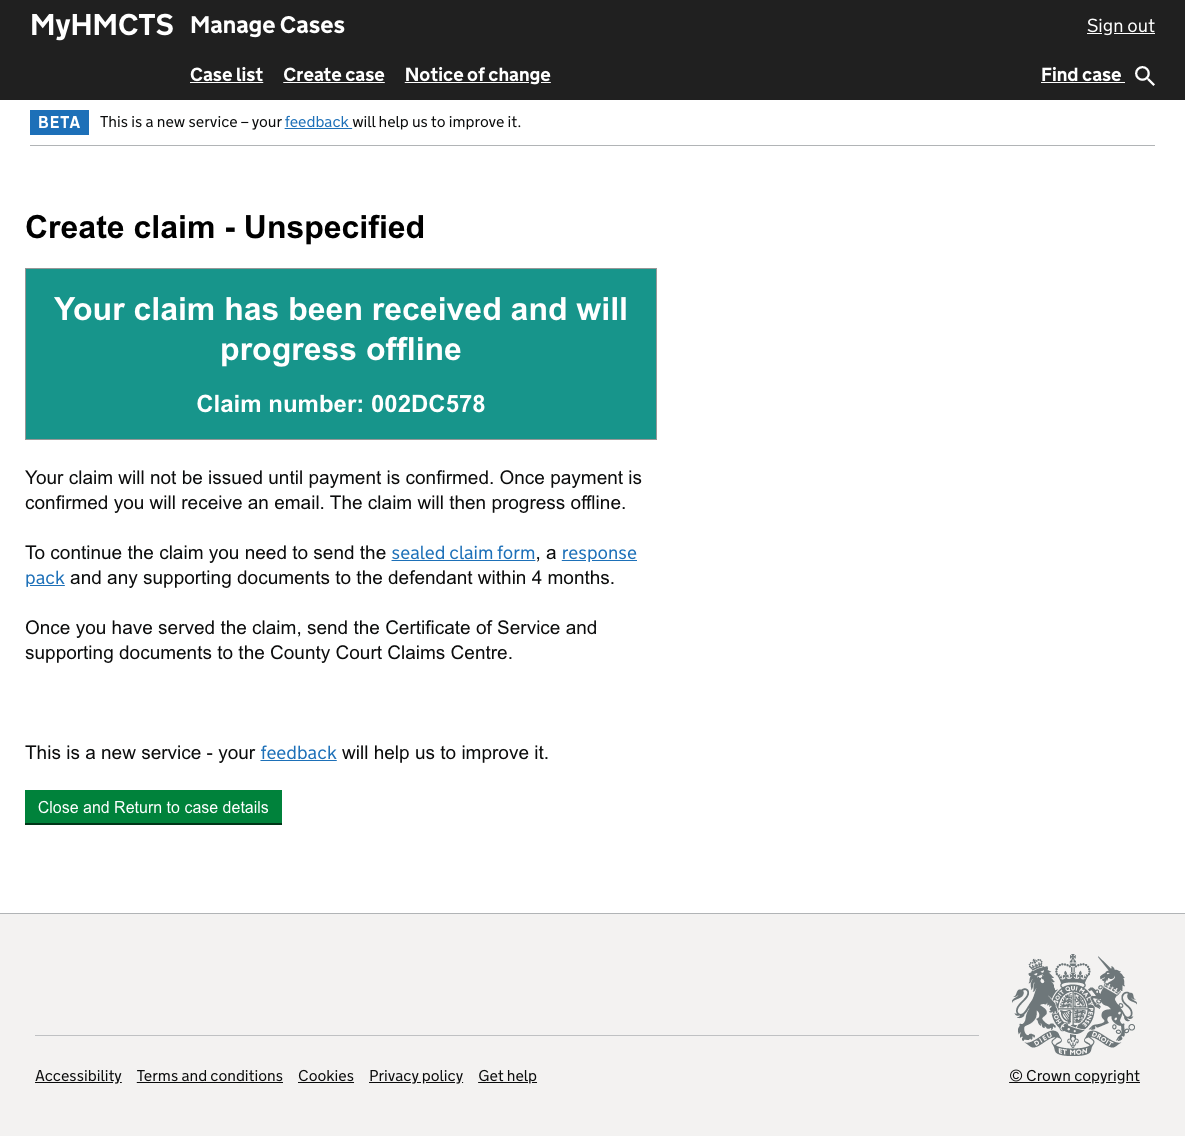 MyHMCTS Manage Cases Sign out
Case list Create case Notice of change Find case
BETA This is a new service – your feedback will help us to improve it.
Create claim - Unspecified
Your claim has been received and will
progress offline
Claim number: 002DC578
Your claim will not be issued until payment is confirmed. Once payment is
confirmed you will receive an email. The claim will then progress offline.
To continue the claim you need to send the sealed claim form, a response
pack and any supporting documents to the defendant within 4 months.
Once you have served the claim, send the Certificate of Service and
supporting documents to the County Court Claims Centre.
This is a new service - your feedback will help us to improve it.
Close and Return to case details
DIEU ET MON DROIT
Accessibility Terms and conditions Cookies Privacy policy Get help © Crown copyright